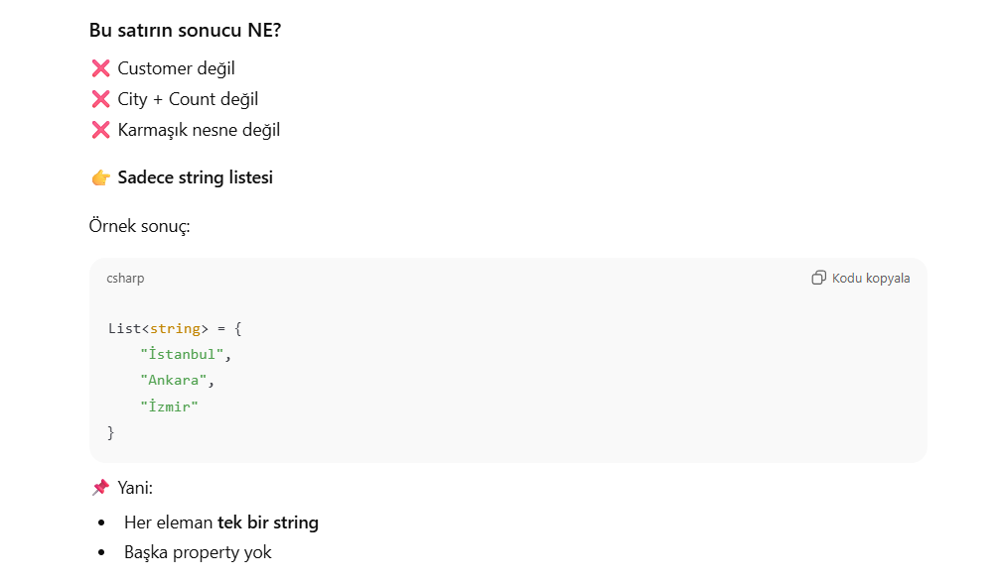 Bu satırın sonucu NE?
❌ Customer değil
❌ City + Count değil
❌ Karmaşık nesne değil
👉 Sadece string listesi
Örnek sonuç:
csharp
Kodu kopyala
List<string> = {
    "İstanbul",
    "Ankara",
    "İzmir"
}
📌 Yani:
• Her eleman tek bir string
• Başka property yok